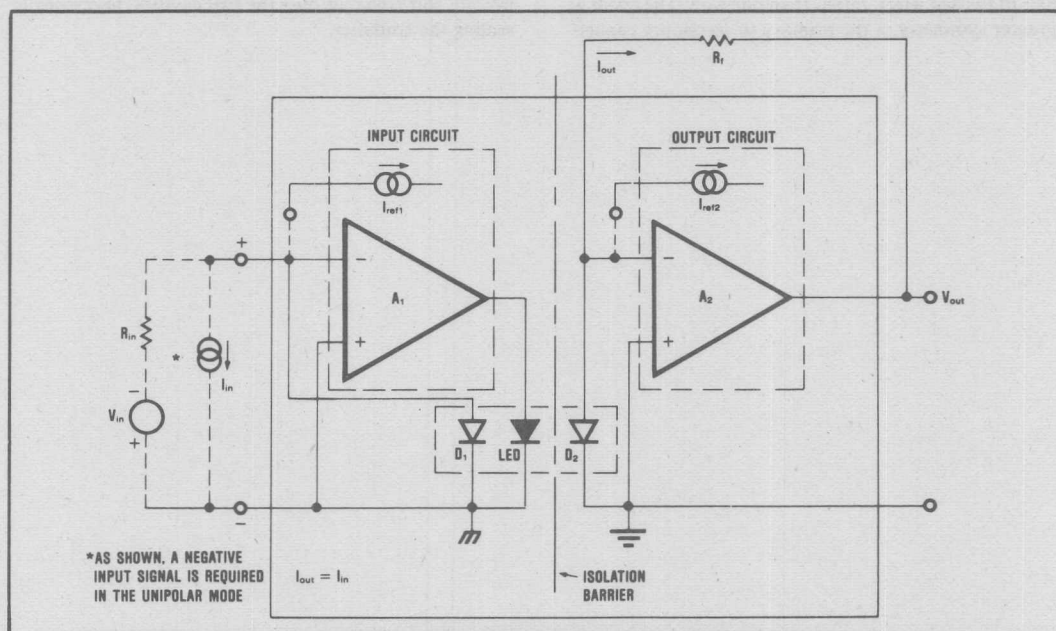 I_out
R_f
INPUT CIRCUIT
OUTPUT CIRCUIT
I_ref1
I_ref2
+
−
A_1
−
A_2
V_out
R_in
*
I_in
+
+
−
V_in
+
D_1
LED
D_2
−
*AS SHOWN, A NEGATIVE
INPUT SIGNAL IS REQUIRED
IN THE UNIPOLAR MODE
I_out = I_in
ISOLATION
BARRIER